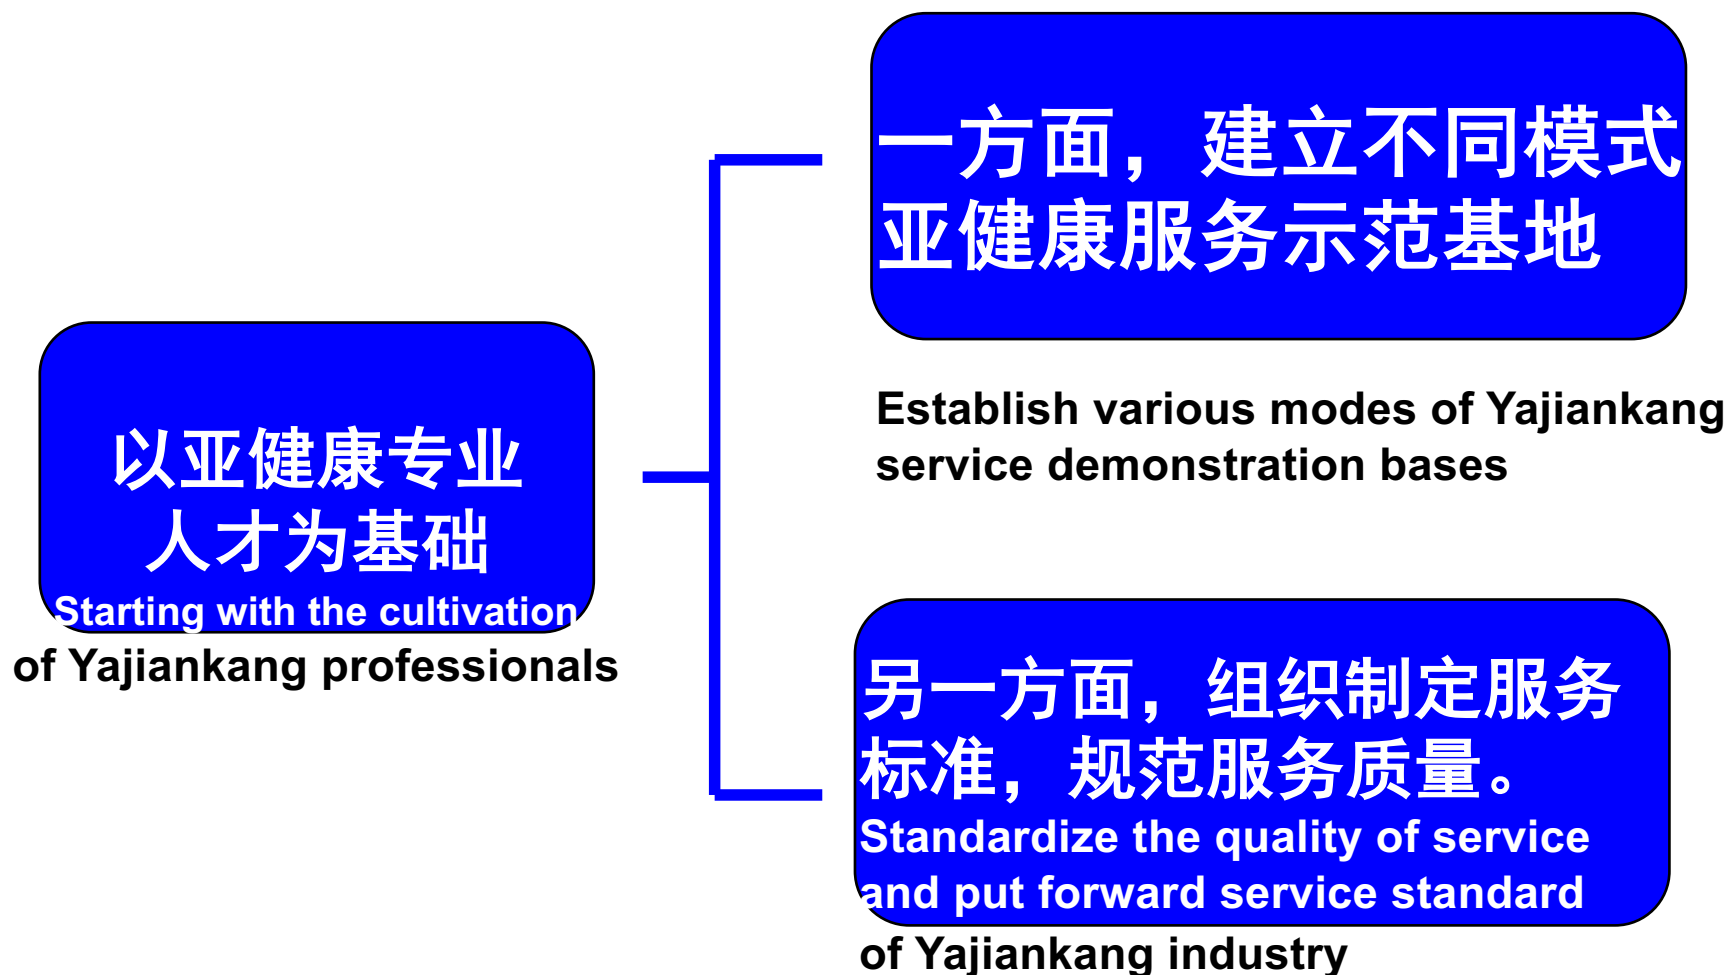 以亚健康专业
人才为基础
Starting with the cultivation
of Yajiankang professionals
一方面，建立不同模式
亚健康服务示范基地
Establish various modes of Yajiankang
service demonstration bases
另一方面，组织制定服务
标准，规范服务质量。
Standardize the quality of service
and put forward service standard
of Yajiankang industry